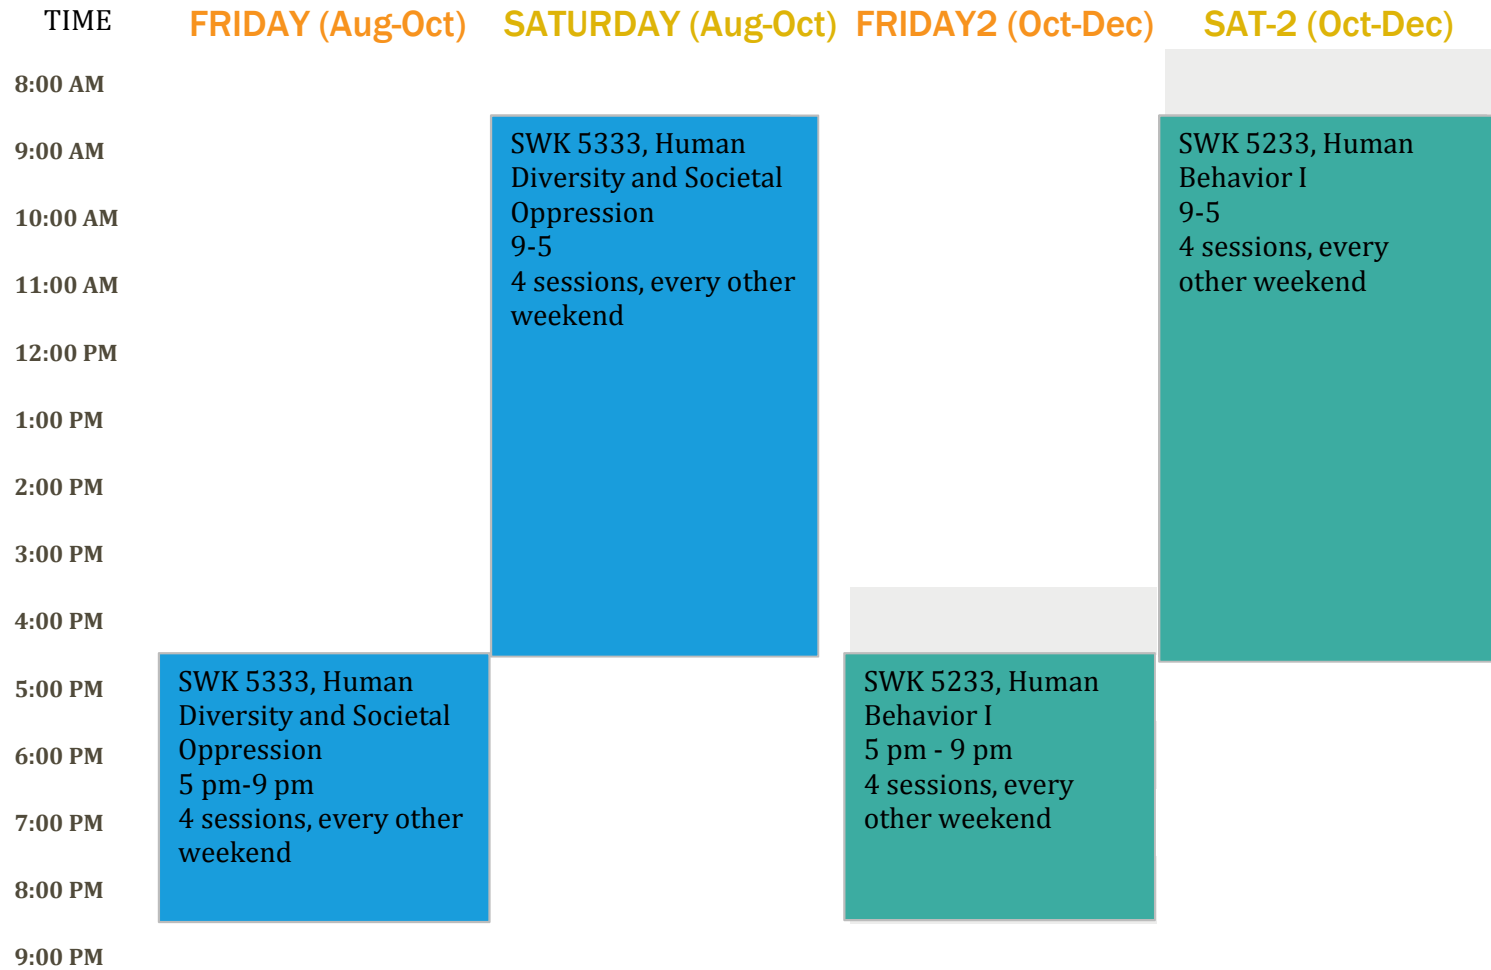 TIME FRIDAY (Aug-Oct) SATURDAY (Aug-Oct) FRIDAY2 (Oct-Dec) SAT-2 (Oct-Dec)
8:00 AM
9:00 AM
10:00 AM
11:00 AM
12:00 PM
1:00 PM
2:00 PM
3:00 PM
4:00 PM
5:00 PM
6:00 PM
7:00 PM
8:00 PM
9:00 PM
SWK 5333, Human
Diversity and Societal
Oppression
5 pm-9 pm
4 sessions, every other
weekend
SWK 5333, Human
Diversity and Societal
Oppression
9-5
4 sessions, every other
weekend
SWK 5233, Human
Behavior I
5 pm - 9 pm
4 sessions, every
other weekend
SWK 5233, Human
Behavior I
9-5
4 sessions, every
other weekend